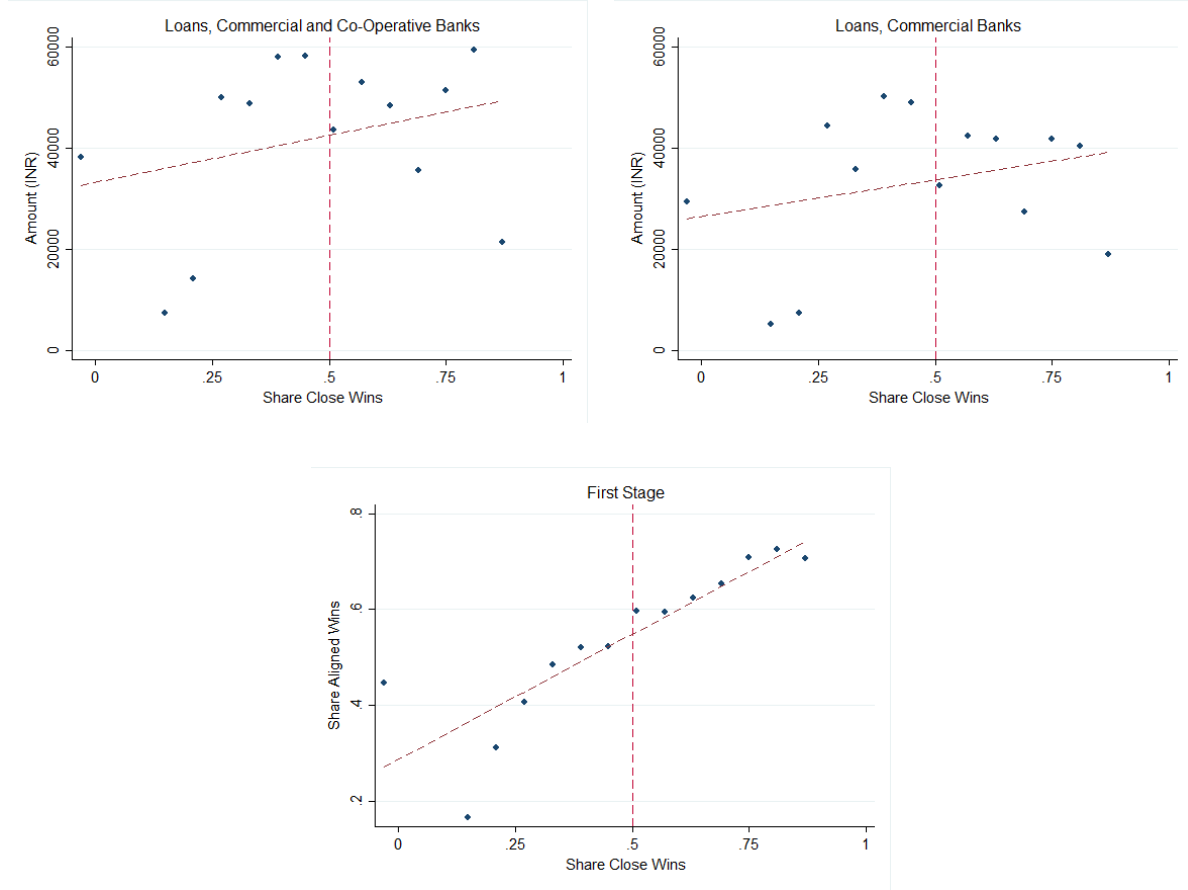 Loans, Commercial and Co-Operative Banks
Amount (INR)
60000
40000
20000
0
0 .25 .5 .75 1
Share Close Wins
Loans, Commercial Banks
Amount (INR)
60000
40000
20000
0
0 .25 .5 .75 1
Share Close Wins
First Stage
Share Aligned Wins
.8
.6
.4
.2
0 .25 .5 .75 1
Share Close Wins